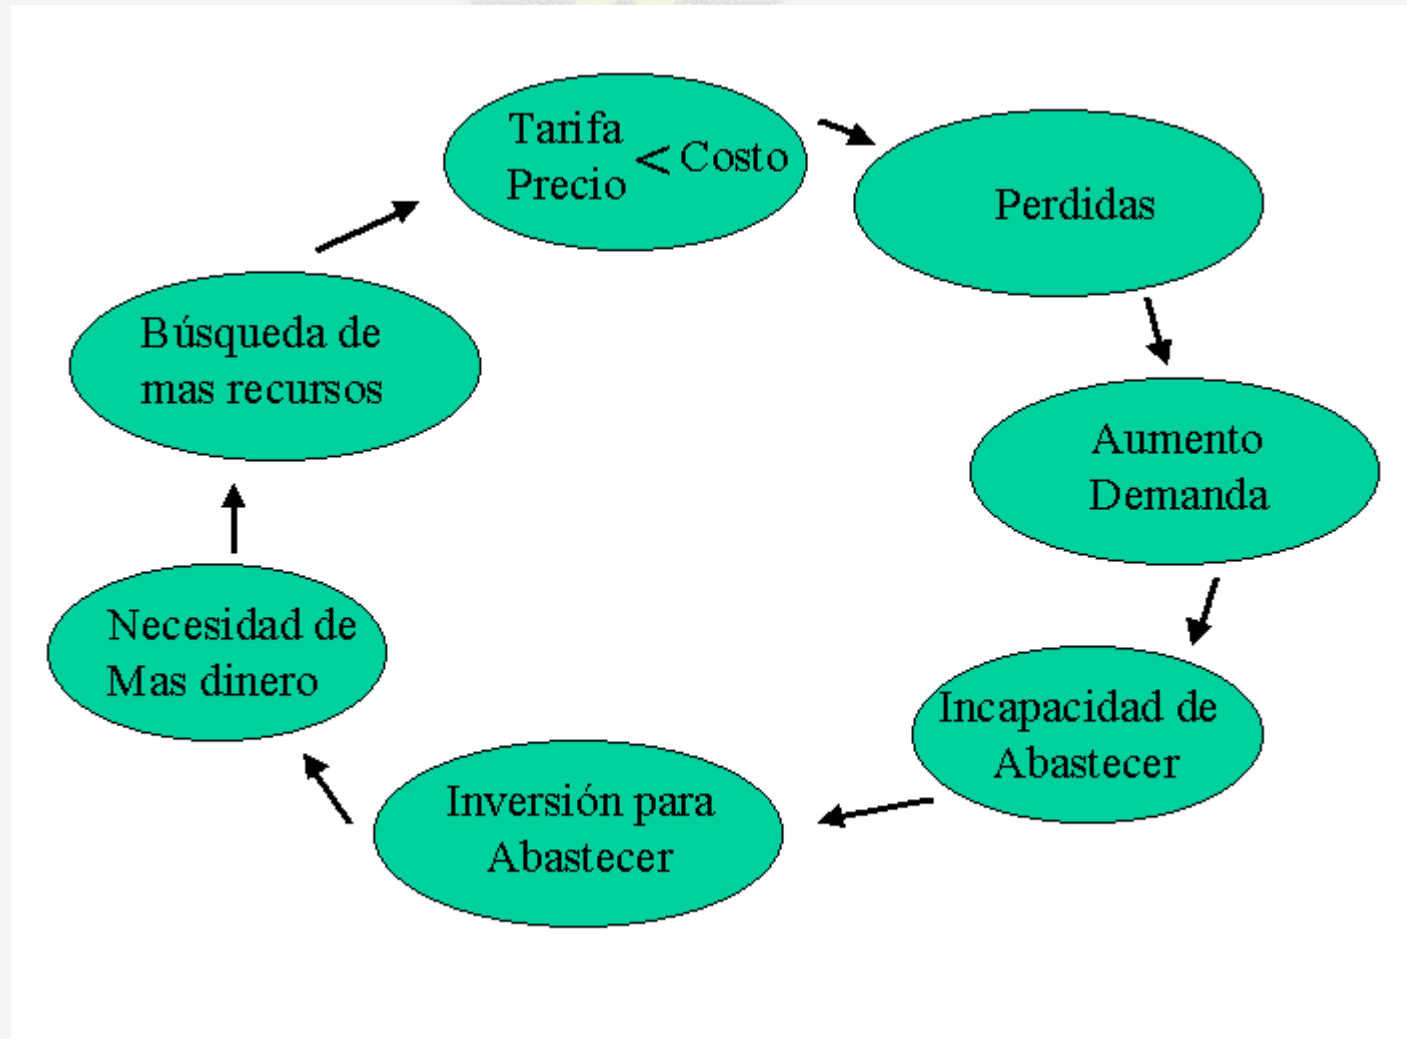 Tarifa
Precio < Costo
Perdidas
Aumento
Demanda
Incapacidad de
Abastecer
Inversión para
Abastecer
Necesidad de
Mas dinero
Búsqueda de
mas recursos